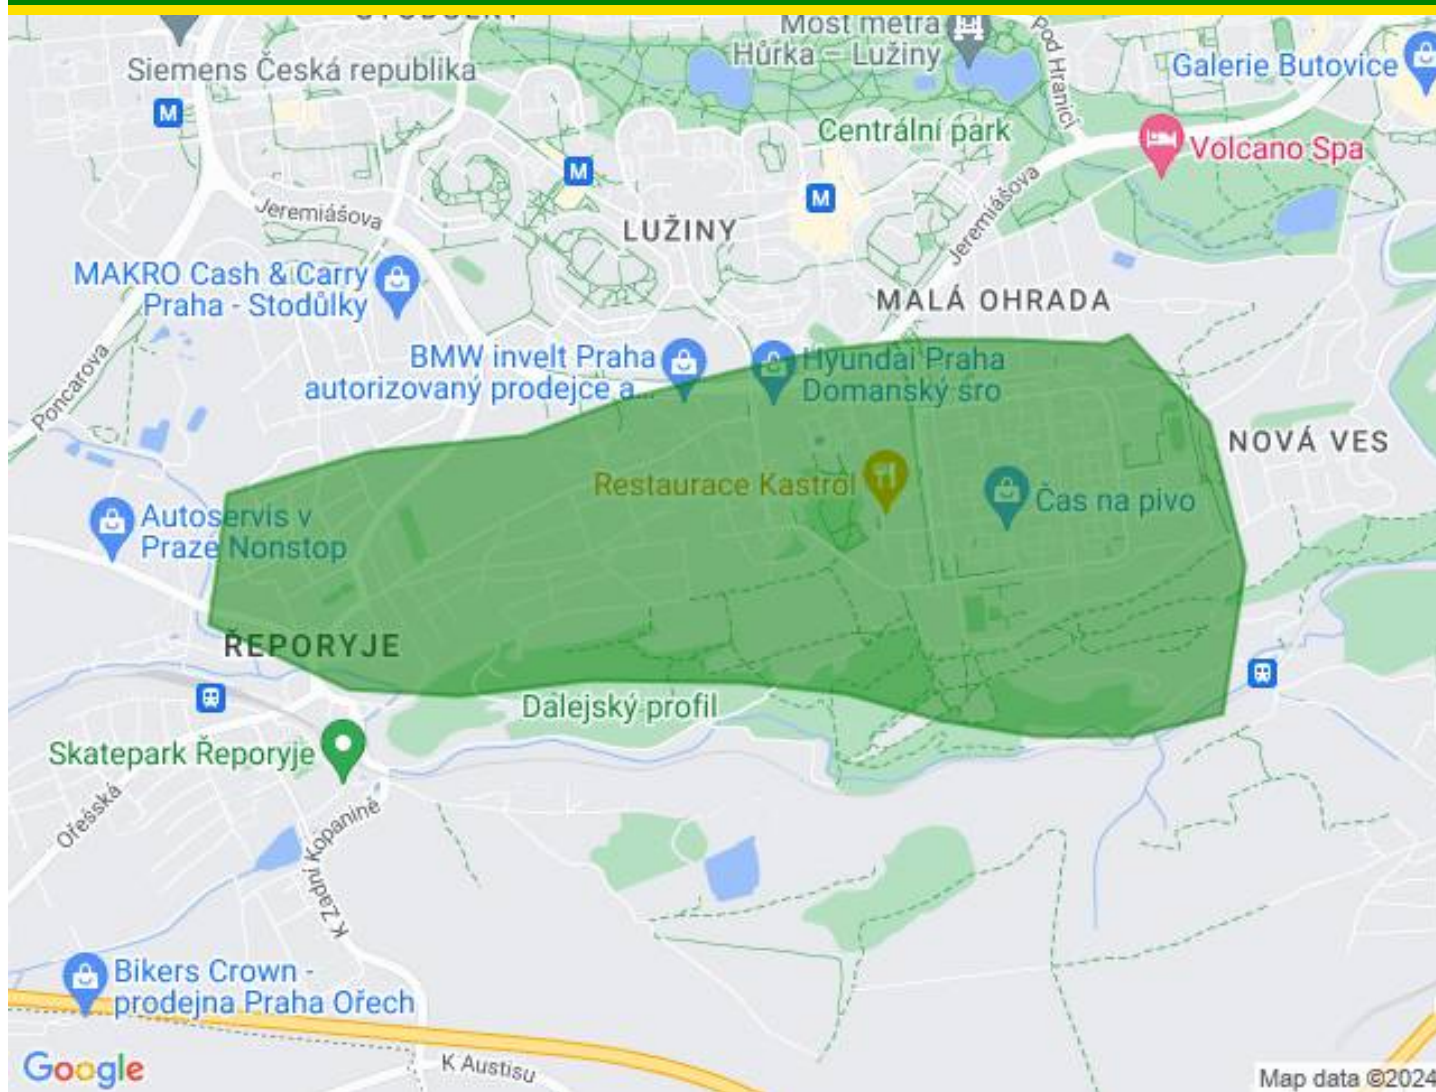 STODŮLKY
Most metra
Hůrka – Lužiny
Pod Hranicí
Siemens Česká republika
Galerie Butovice
Centrální park
Volcano Spa
Jeremiášova
LUŽINY
Jeremiášova
MAKRO Cash & Carry
Praha - Stodůlky
MALÁ OHRADA
Poncarova
BMW invelt Praha
autorizovaný prodejce a...
Hyundai Praha
Domanský sro
NOVÁ VES
Restaurace Kastrol
Čas na pivo
Autoservis v
Praze Nonstop
ŘEPORYJE
Dalejský profil
Skatepark Řeporyje
Ořešská
K Zadní Kopanině
Bikers Crown -
prodejna Praha Ořech
K Austisu
Google
Map data ©2024
M
M
M